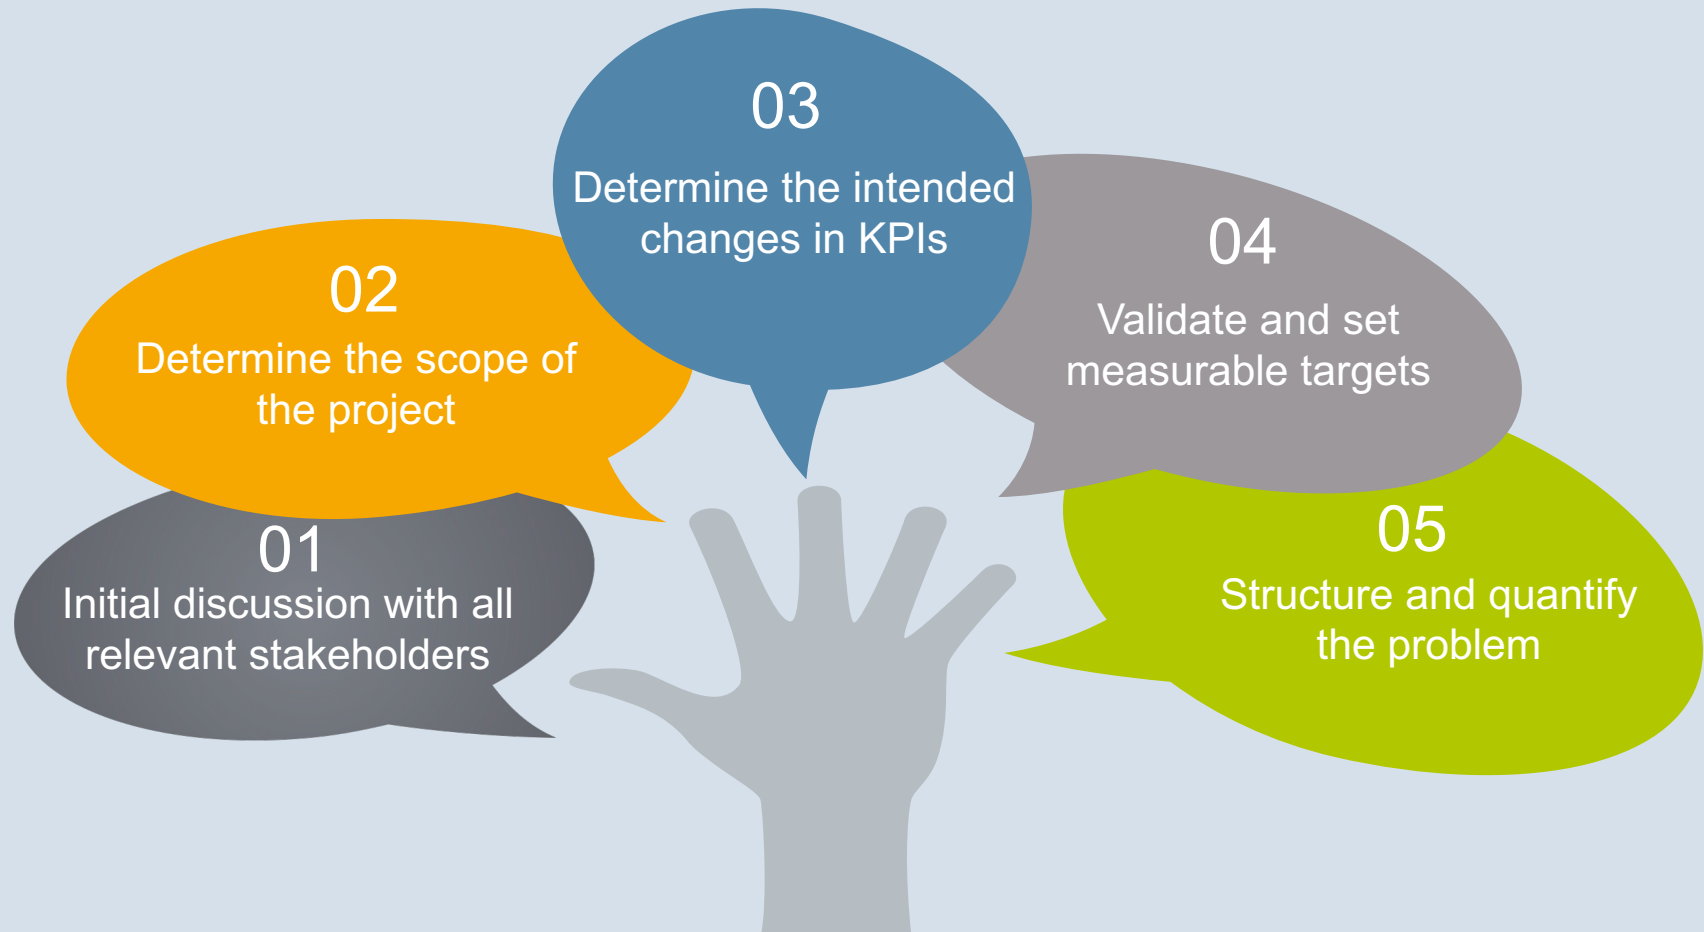 01
Initial discussion with all
relevant stakeholders
02
Determine the scope of
the project
03
Determine the intended
changes in KPIs
04
Validate and set
measurable targets
05
Structure and quantify
the problem